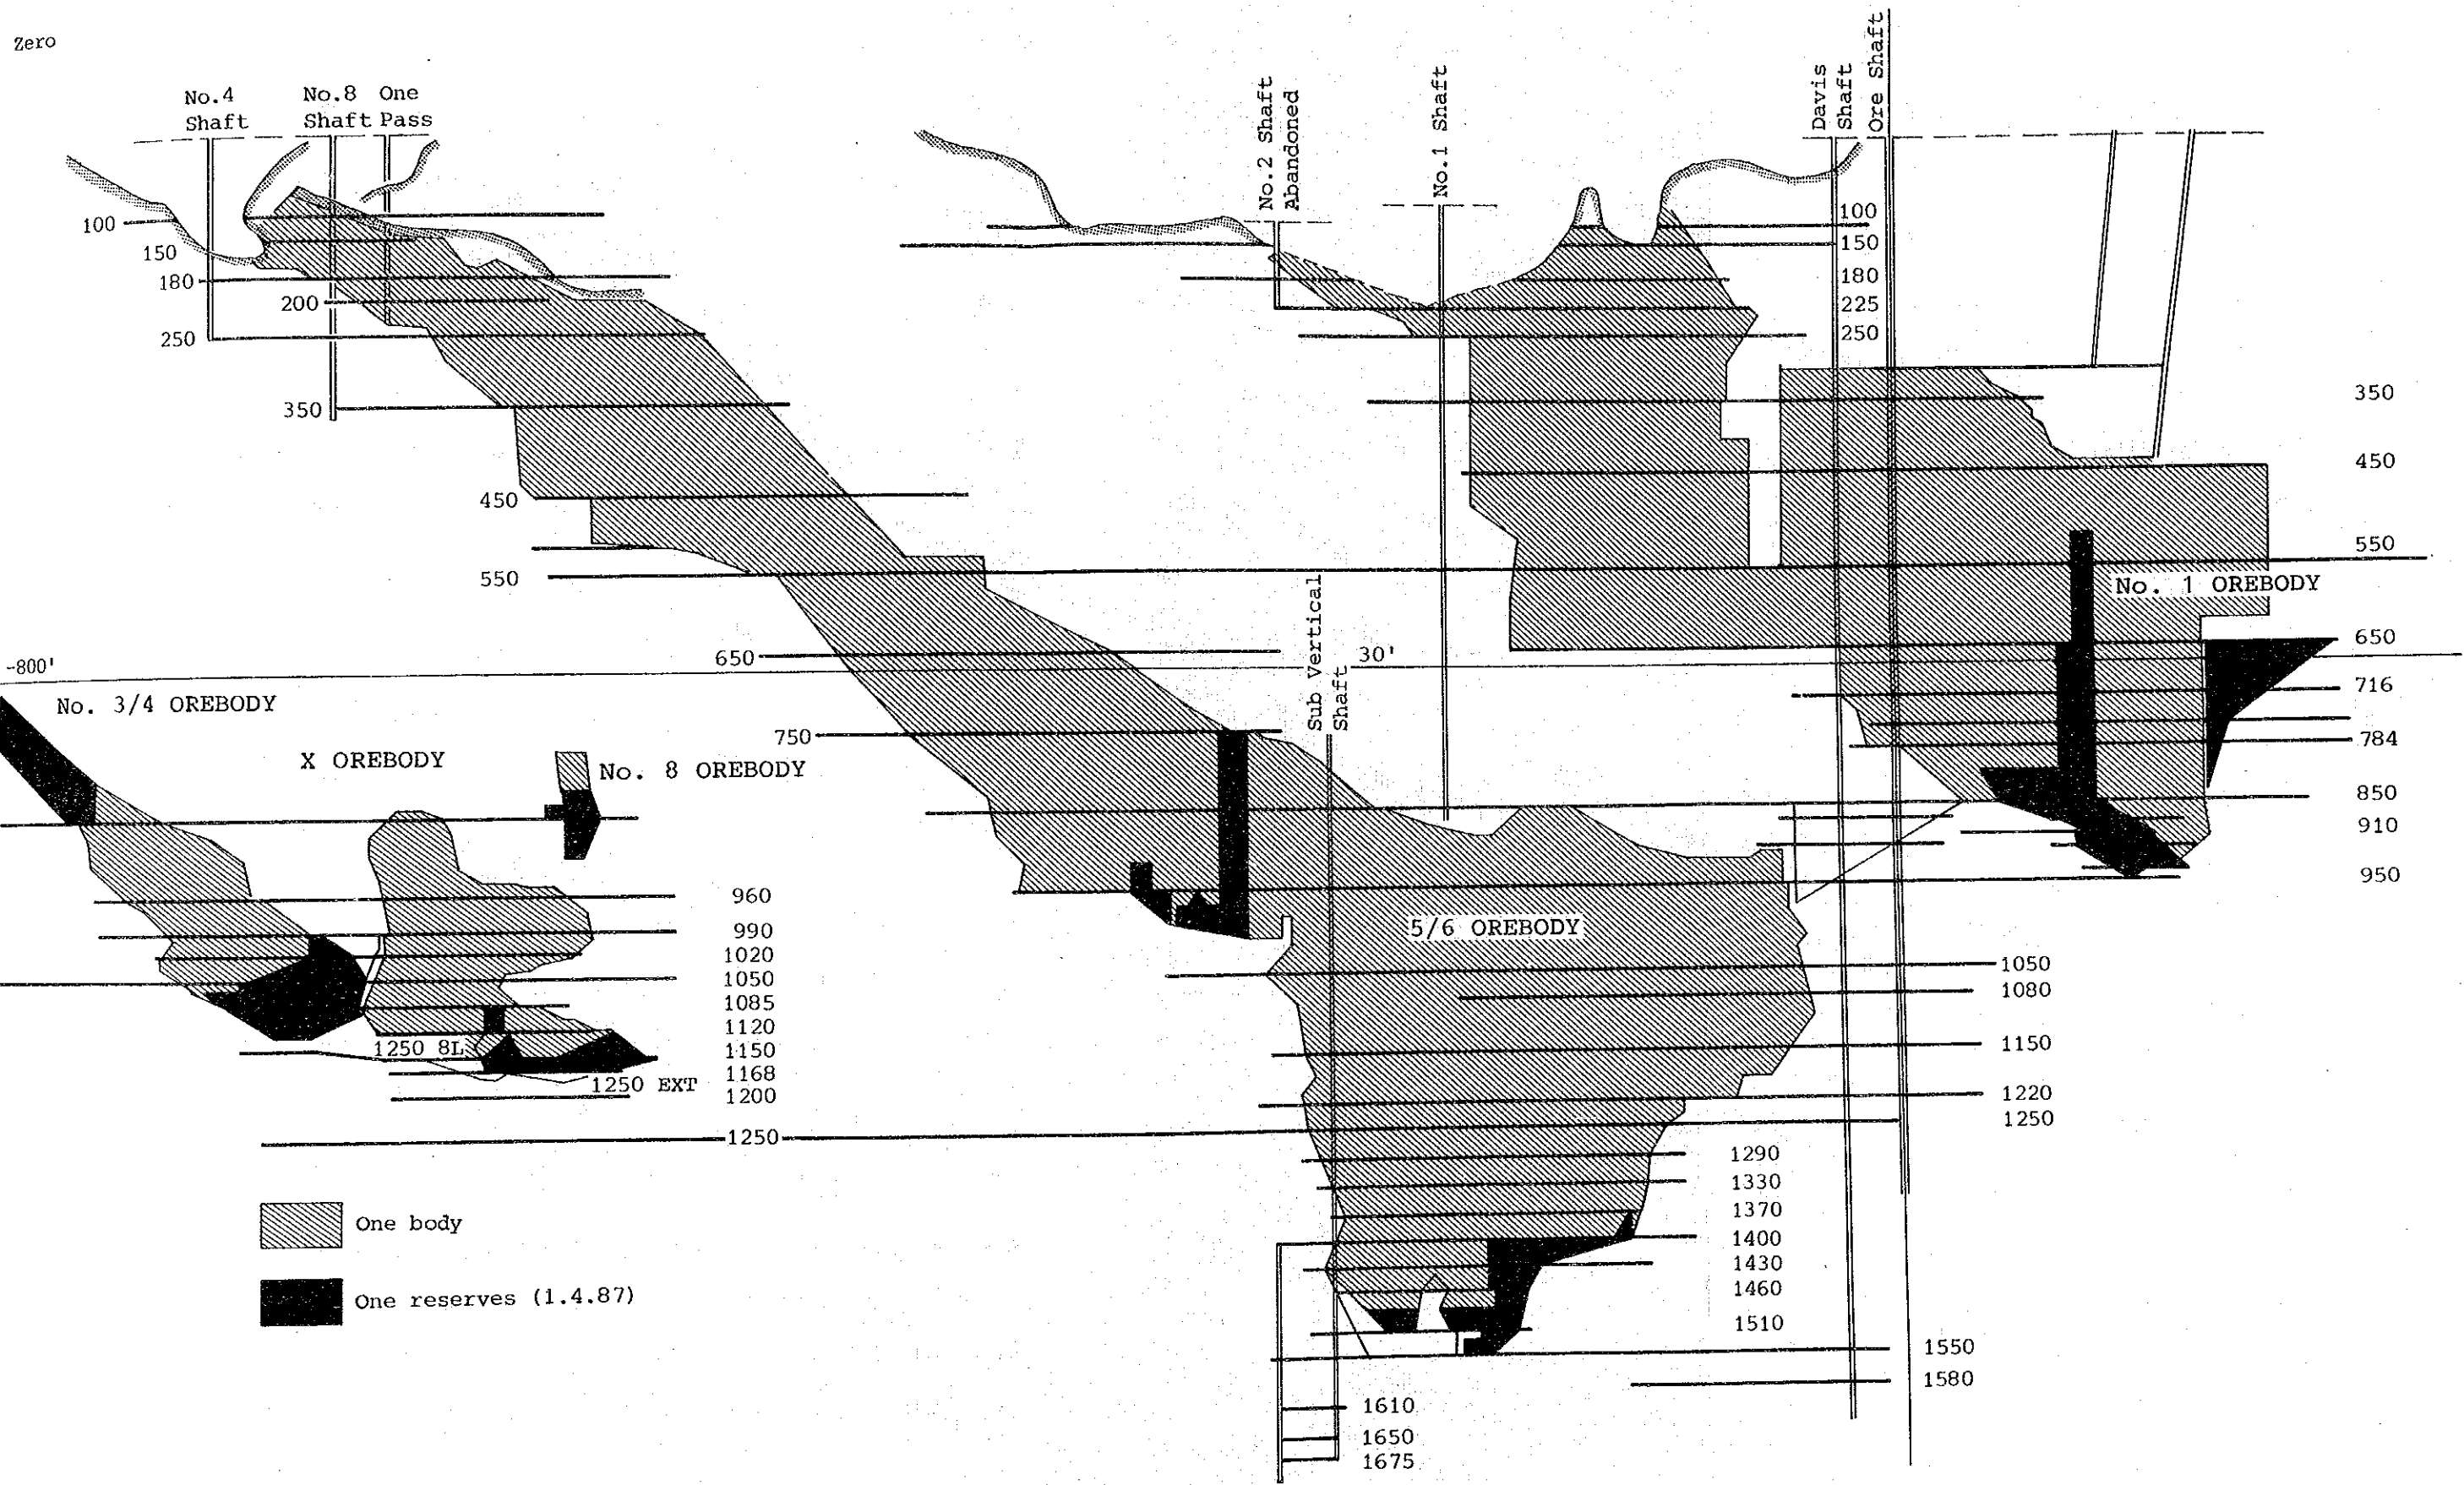 Zero
No.4
Shaft
No.8
Shaft
One
Pass
No.2 Shaft
Abandoned
No.1 Shaft
Davis
Shaft
Ore Shaft
100
150
180
200
250
350
450
550
650
750
100
150
180
225
250
350
450
550
No. 1 OREBODY
650
716
784
850
910
950
-800'
30'
Sub Vertical
Shaft
No. 3/4 OREBODY
X OREBODY
No. 8 OREBODY
5/6 OREBODY
960
990
1020
1050
1085
1120
1150
1168
1200
1250 8L
1250 EXT
1250
1050
1080
1150
1220
1250
1290
1330
1370
1400
1430
1460
1510
1550
1580
1610
1650
1675
One body
One reserves (1.4.87)